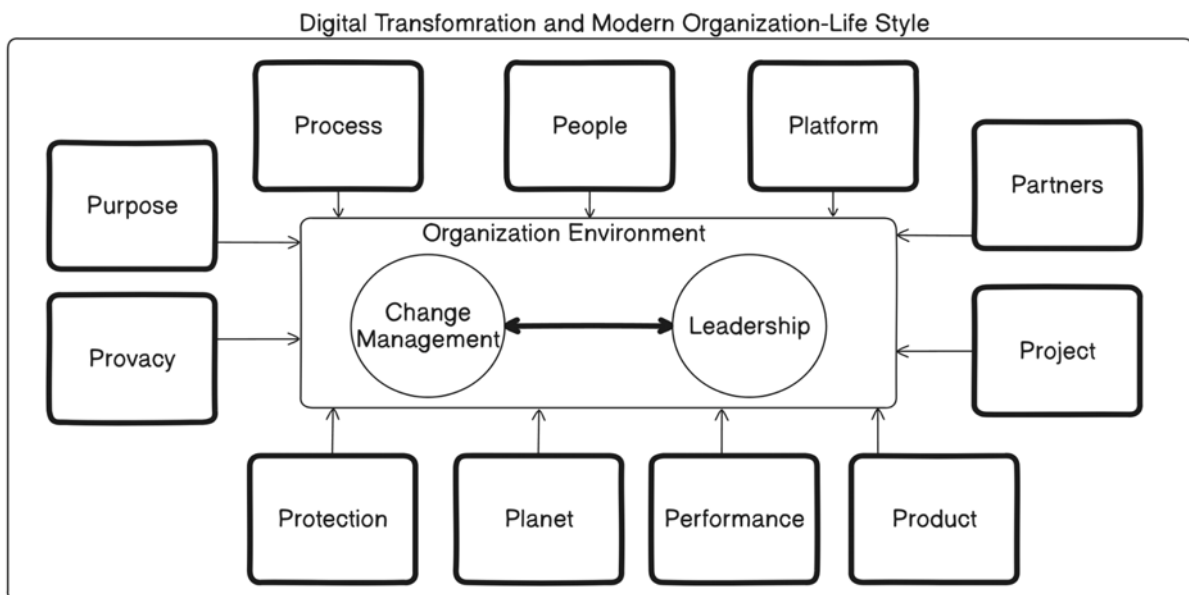 Digital Transfomration and Modern Organization-Life Style
Process
People
Platform
Purpose
Partners
Organization Environment
Change
Management
Leadership
Provacy
Project
Protection
Planet
Performance
Product